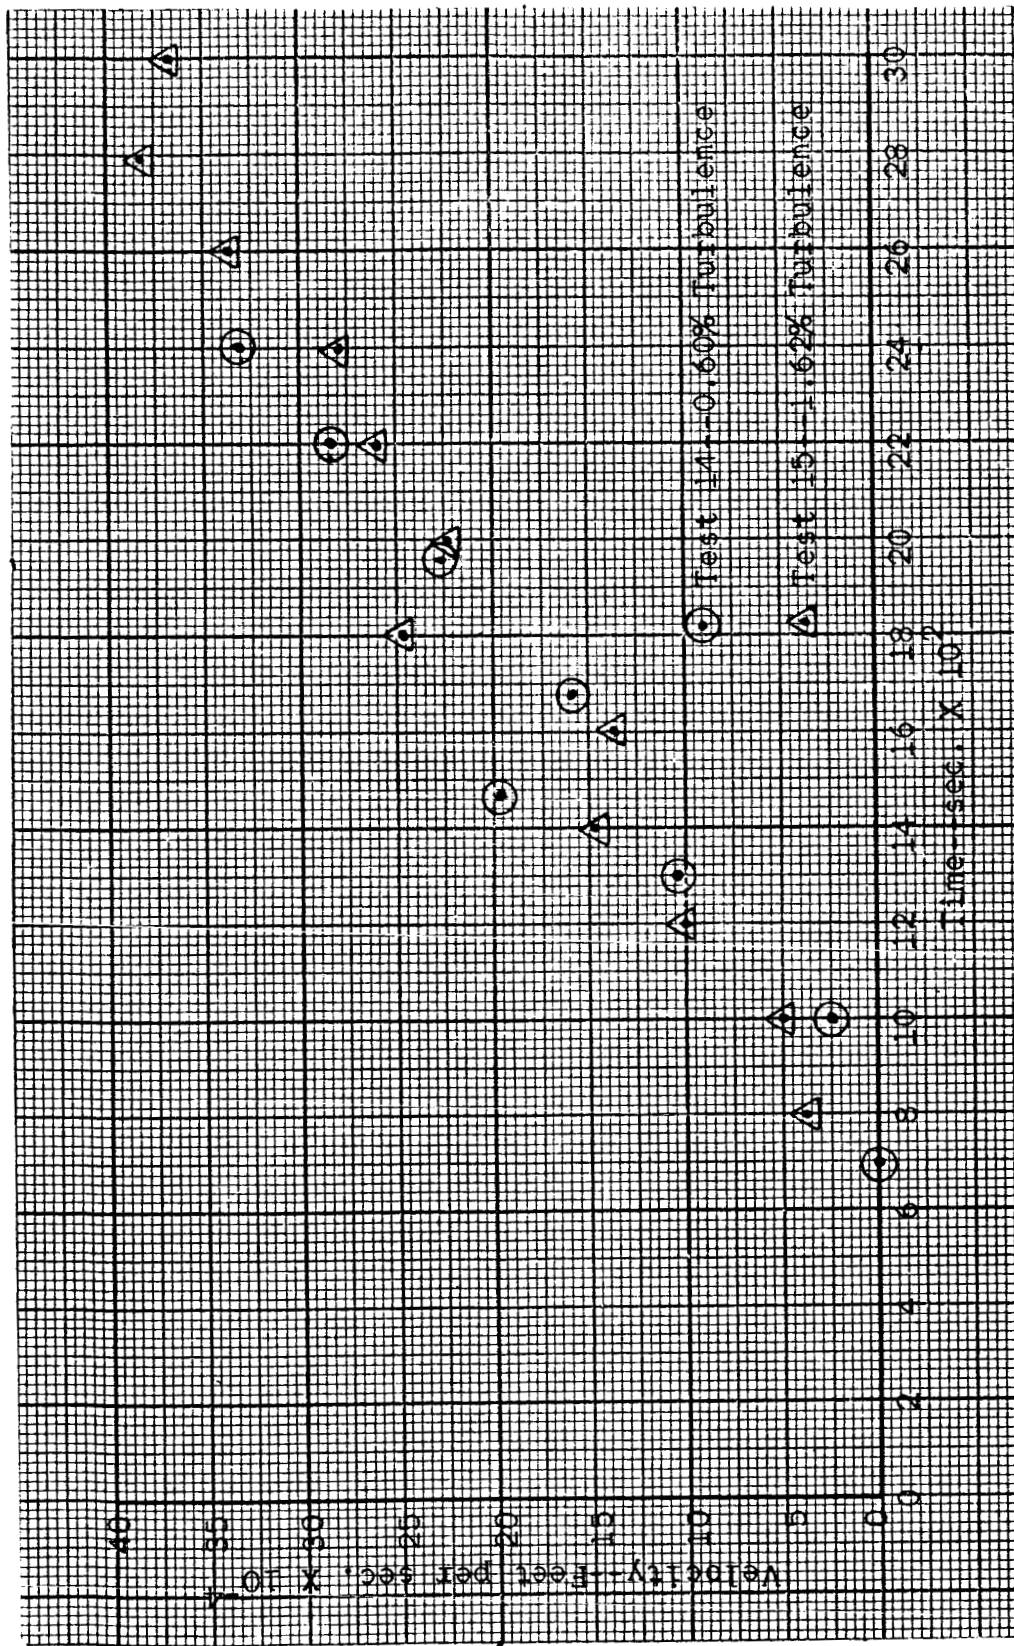 Velocity--Feet per sec. X 10⁻⁴
40
35
30
25
20
15
10
5
0
0 2 4 6 8 10 12 14 16 18 20 22 24 26 28 30
Time--sec. X 10²
Test 14--0.60% Turbulence
Test 15--1.62% Turbulence